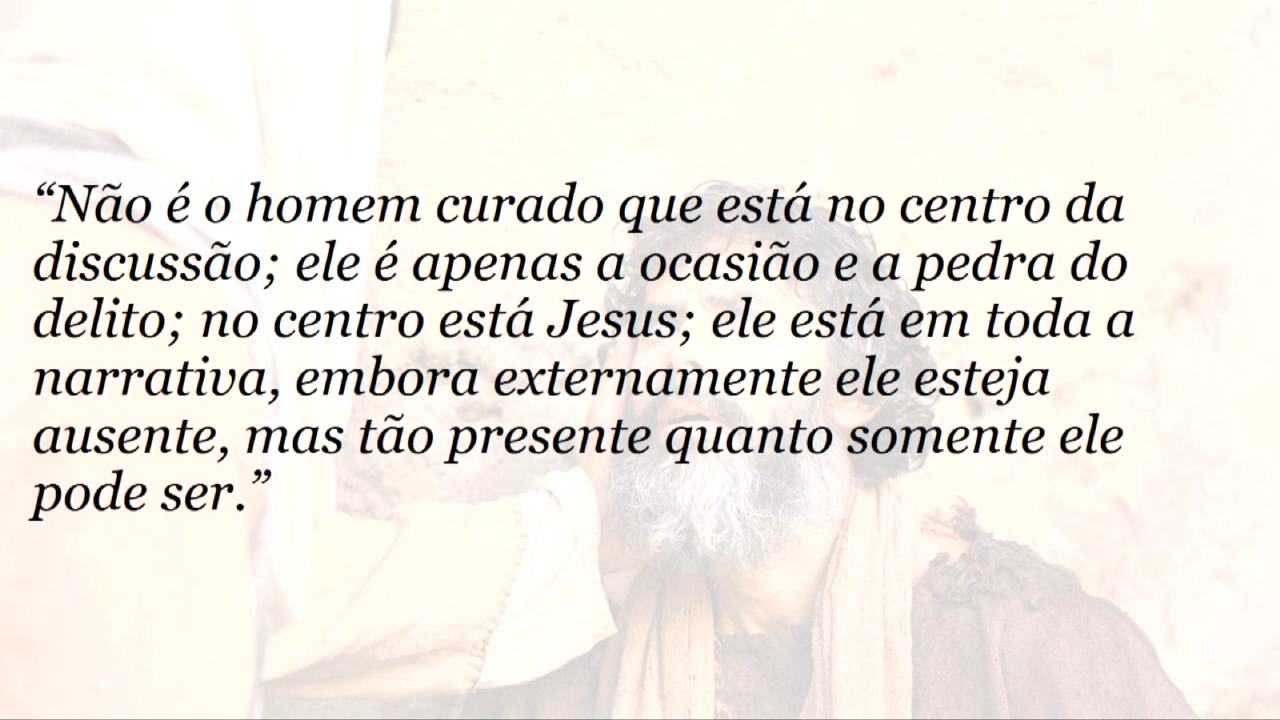 “Não é o homem curado que está no centro da
discussão; ele é apenas a ocasião e a pedra do
delito; no centro está Jesus; ele está em toda a
narrativa, embora externamente ele esteja
ausente, mas tão presente quanto somente ele
pode ser.”